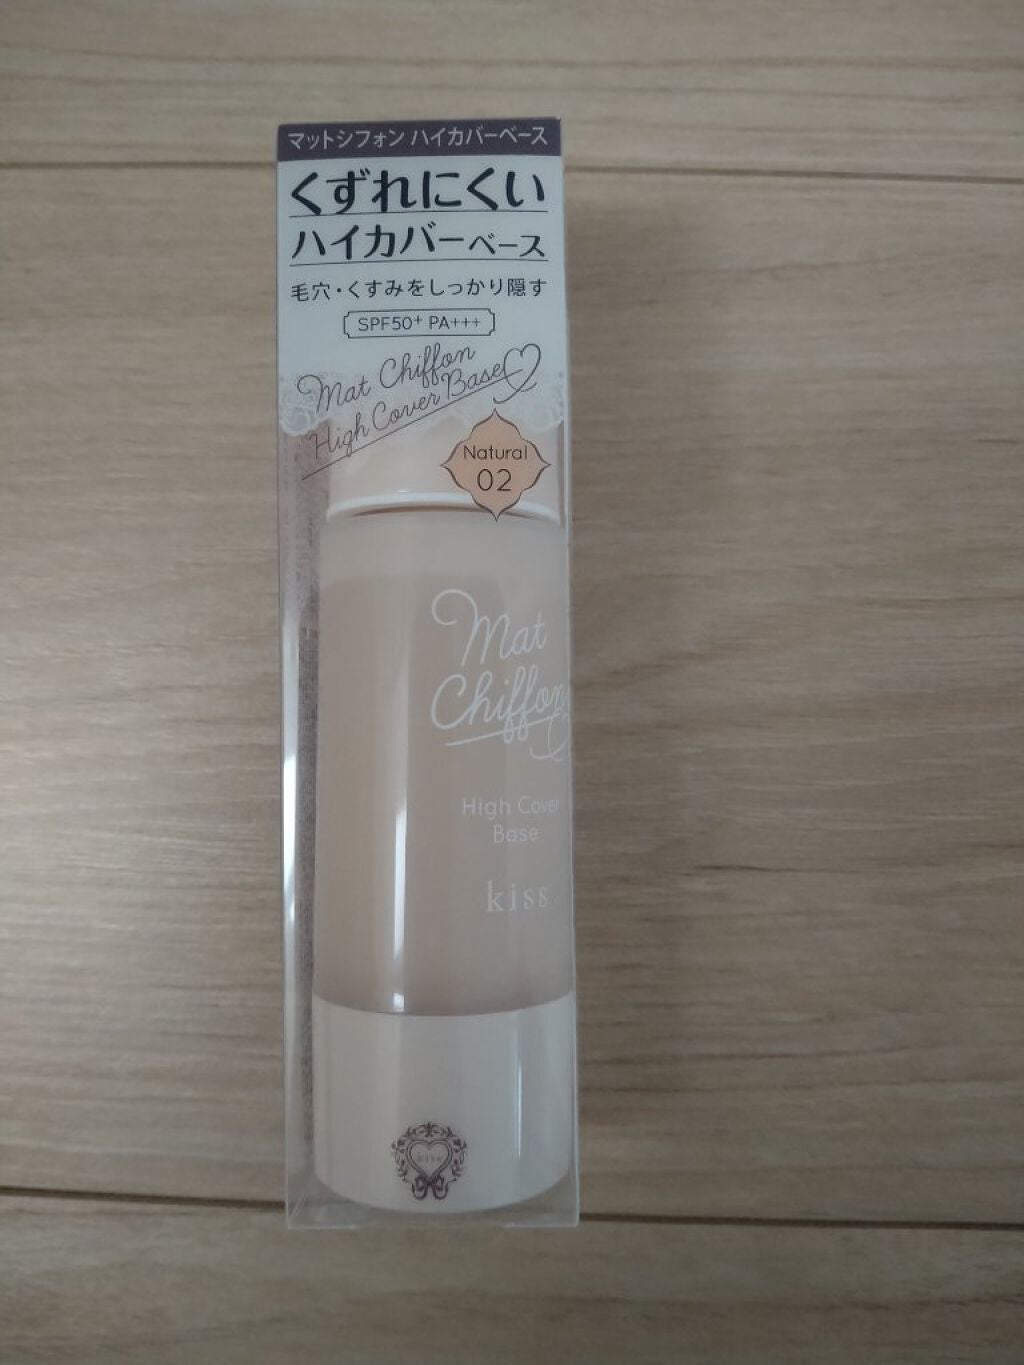 マットシフォン ハイカバーベース
くずれにくい
ハイカバーベース
毛穴・くすみをしっかり隠す
SPF50+ PA+++
Mat Chiffon
High Cover Base
Natural
02
Mat
Chiffon
High Cover
Base
kiss
kiss